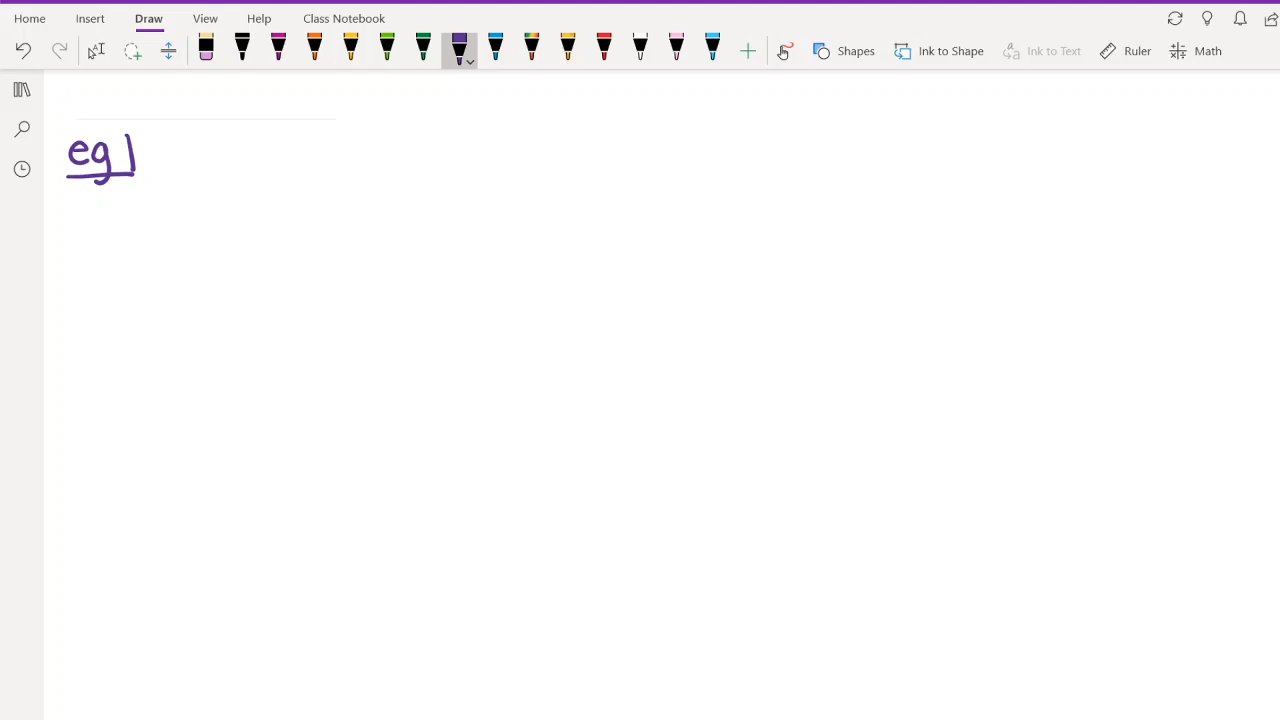 Home Insert Draw View Help Class Notebook
Shapes Ink to Shape Ink to Text Ruler Math
eg 1